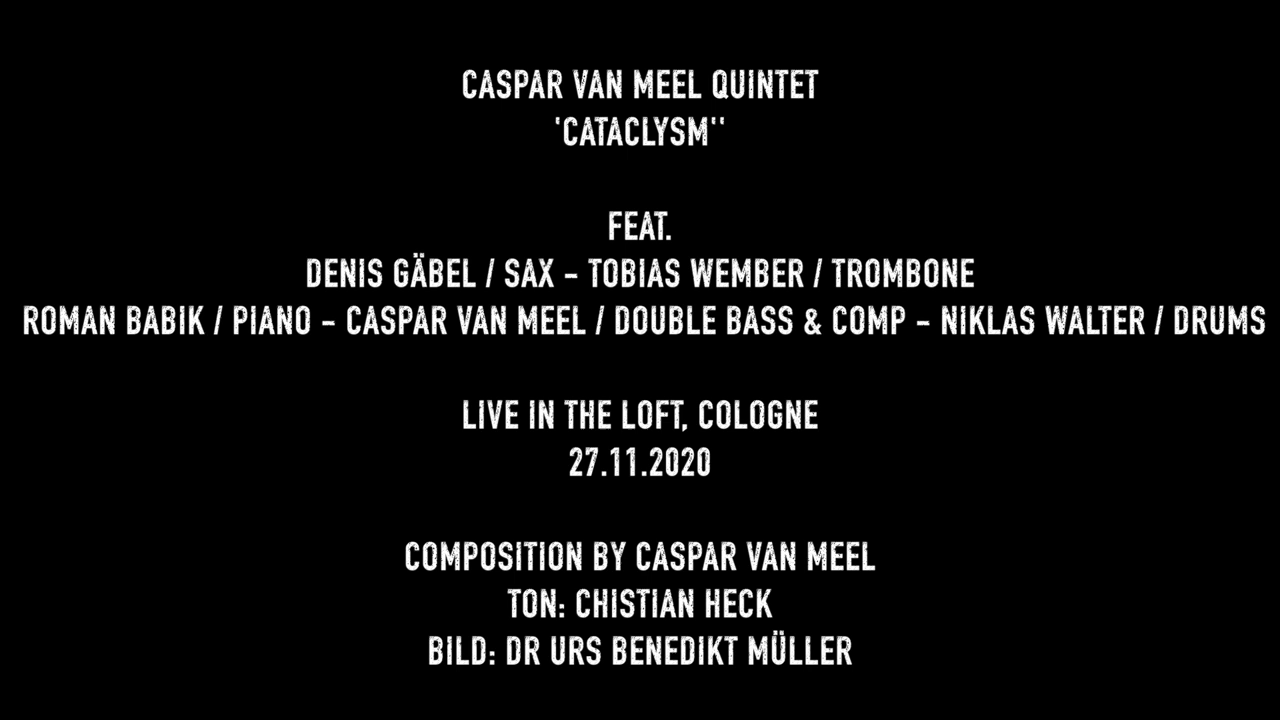 CASPAR VAN MEEL QUINTET
'CATACLYSM''
FEAT.
DENIS GÄBEL / SAX - TOBIAS WEMBER / TROMBONE
ROMAN BABIK / PIANO - CASPAR VAN MEEL / DOUBLE BASS & COMP - NIKLAS WALTER / DRUMS
LIVE IN THE LOFT, COLOGNE
27.11.2020
COMPOSITION BY CASPAR VAN MEEL
TON: CHISTIAN HECK
BILD: DR URS BENEDIKT MÜLLER